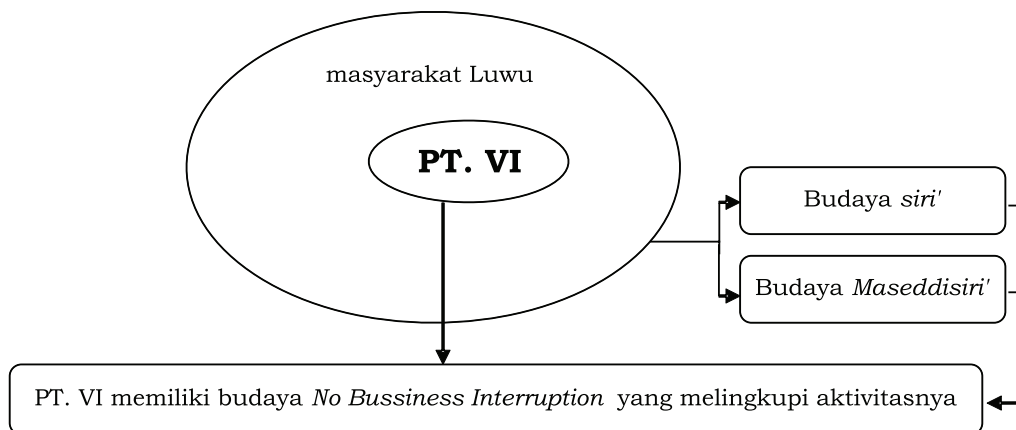 masyarakat Luwu
PT. VI
Budaya siri'
Budaya Maseddisiri'
PT. VI memiliki budaya No Bussiness Interruption yang melingkupi aktivitasnya